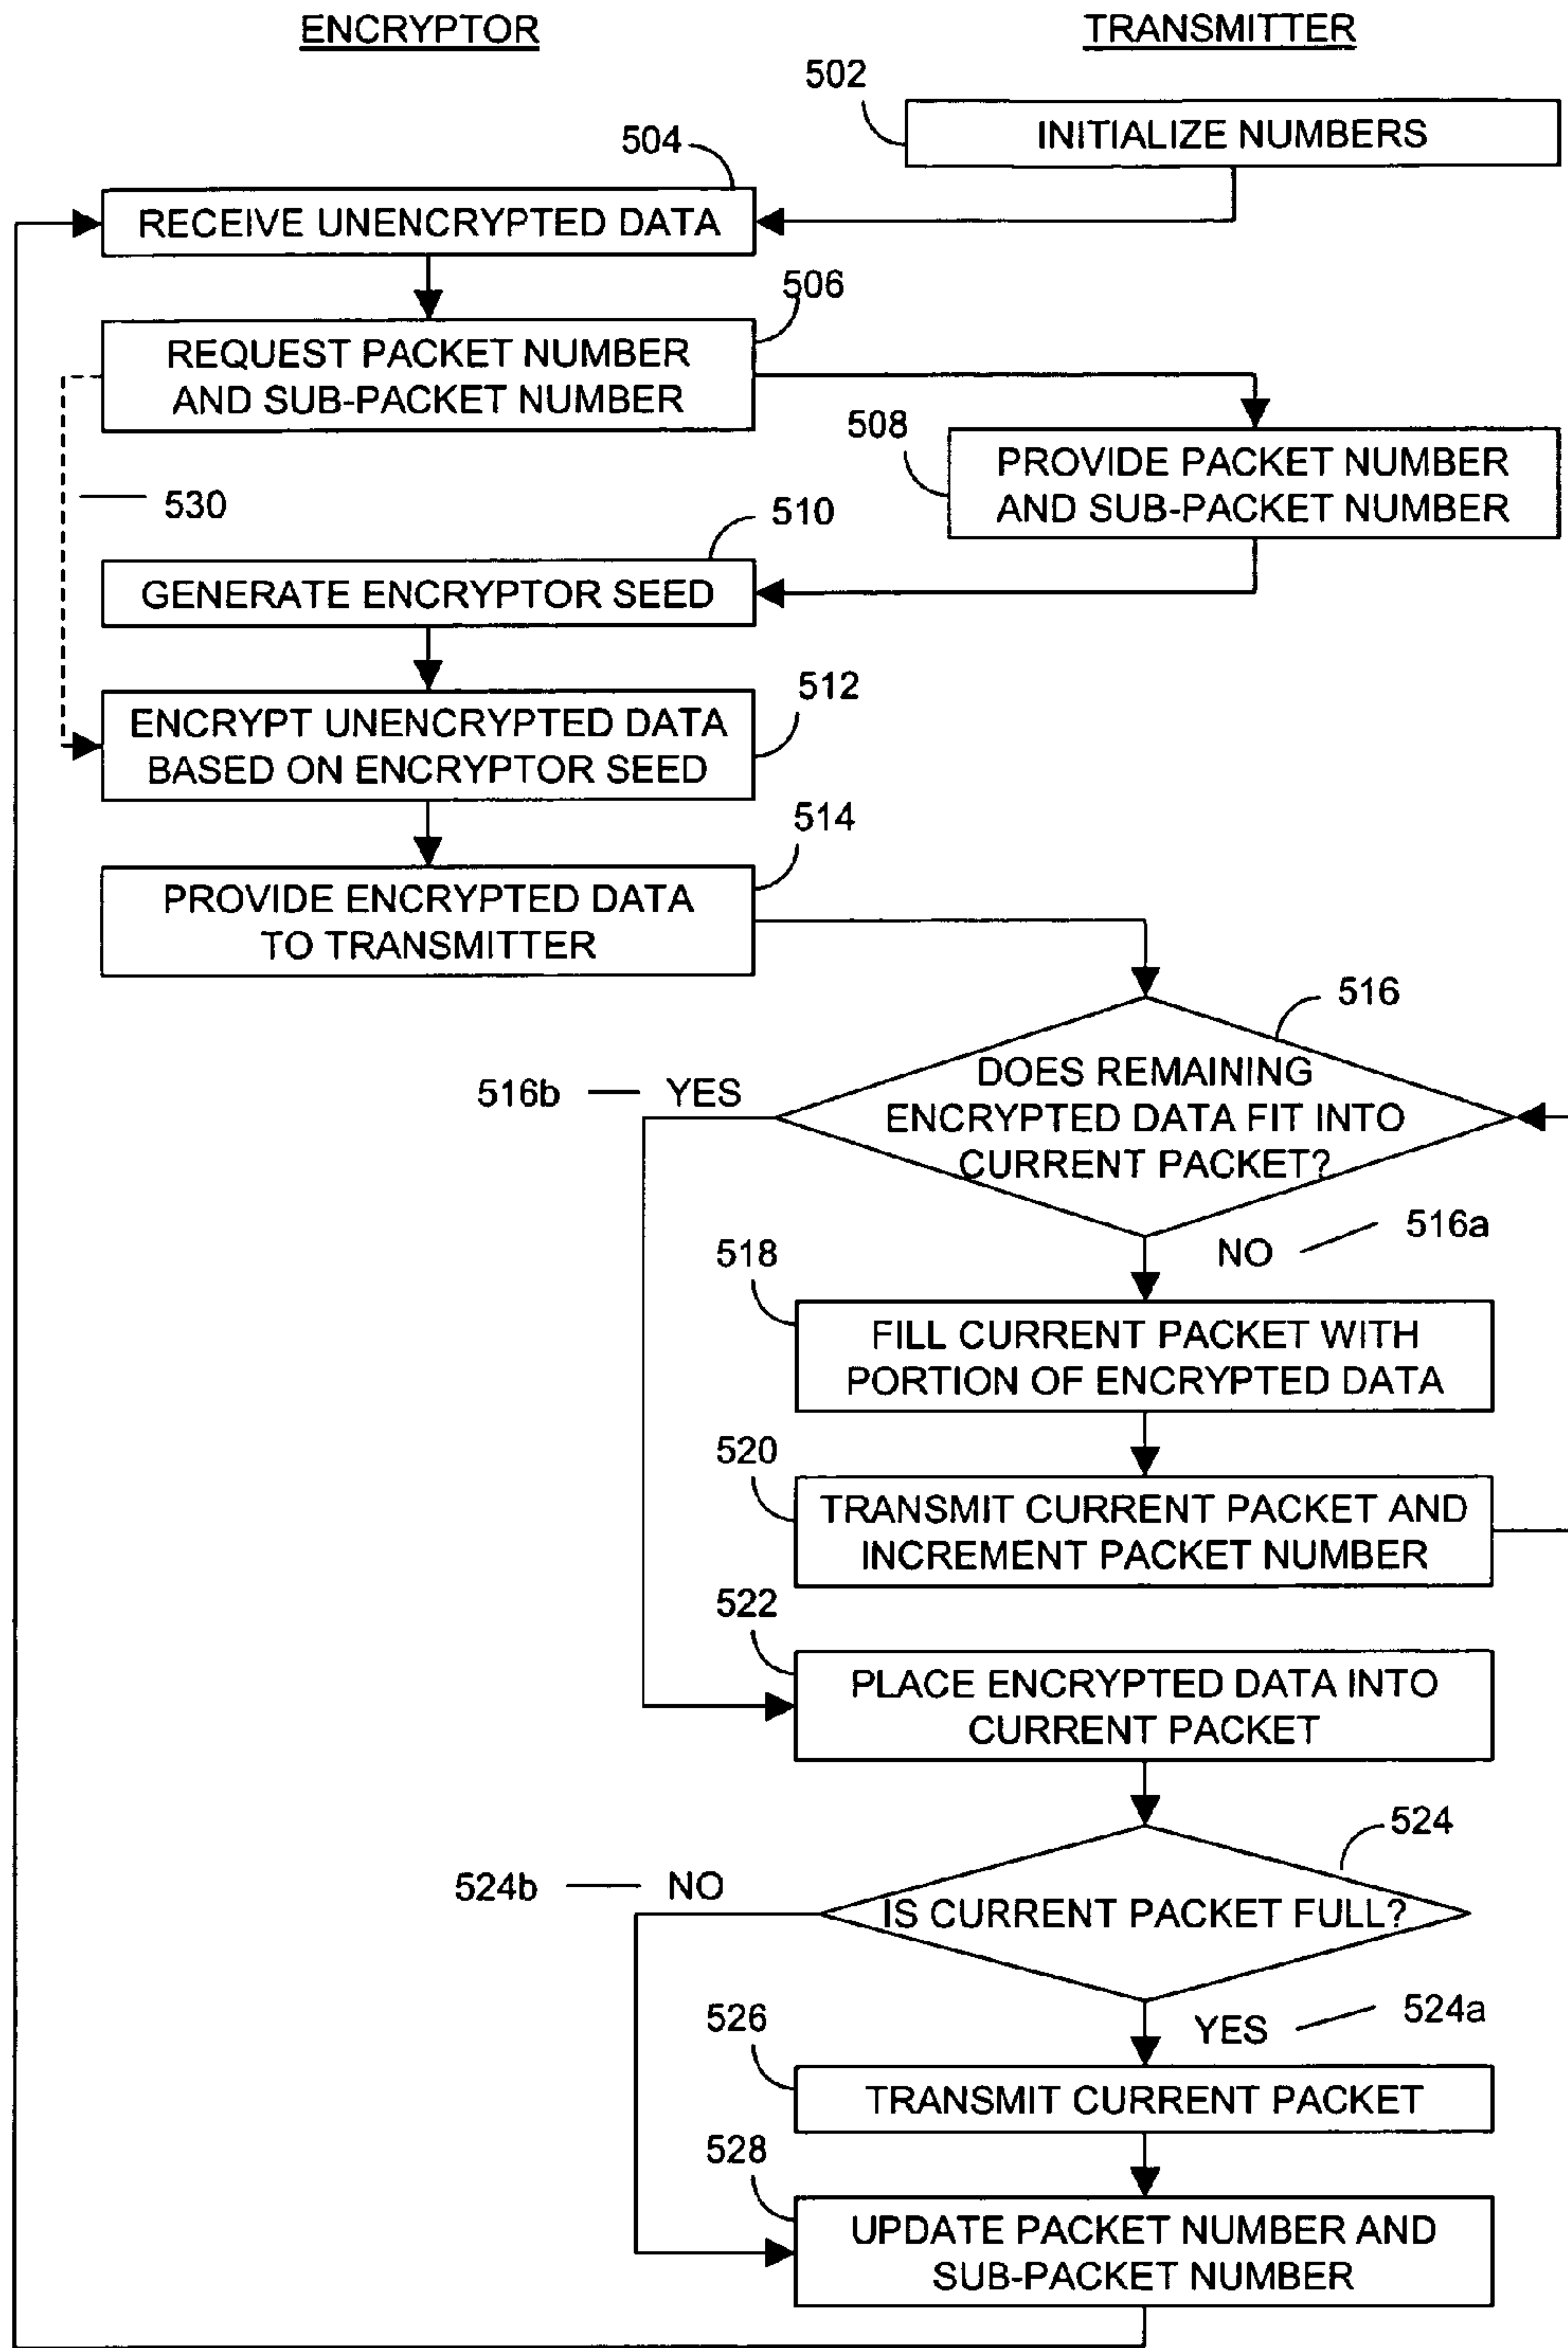 ENCRYPTOR
TRANSMITTER
502
INITIALIZE NUMBERS
504
RECEIVE UNENCRYPTED DATA
506
REQUEST PACKET NUMBER
AND SUB-PACKET NUMBER
508
PROVIDE PACKET NUMBER
AND SUB-PACKET NUMBER
530
510
GENERATE ENCRYPTOR SEED
512
ENCRYPT UNENCRYPTED DATA
BASED ON ENCRYPTOR SEED
514
PROVIDE ENCRYPTED DATA
TO TRANSMITTER
516
DOES REMAINING
ENCRYPTED DATA FIT INTO
CURRENT PACKET?
516b
YES
NO
516a
518
FILL CURRENT PACKET WITH
PORTION OF ENCRYPTED DATA
520
TRANSMIT CURRENT PACKET AND
INCREMENT PACKET NUMBER
522
PLACE ENCRYPTED DATA INTO
CURRENT PACKET
524
IS CURRENT PACKET FULL?
524b
NO
YES
524a
526
TRANSMIT CURRENT PACKET
528
UPDATE PACKET NUMBER AND
SUB-PACKET NUMBER